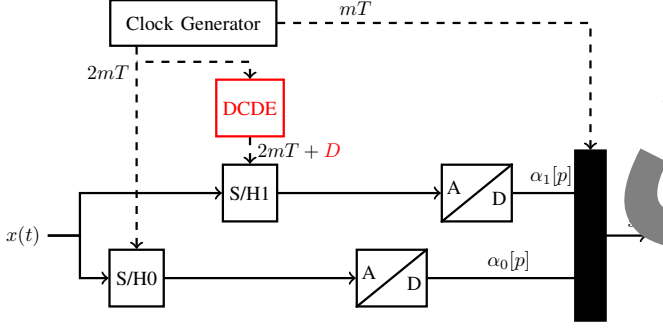 Clock Generator
mT
2mT
DCDE
2mT + D
S/H1
A
D
α₁[p]
x(t)
S/H0
A
D
α₀[p]